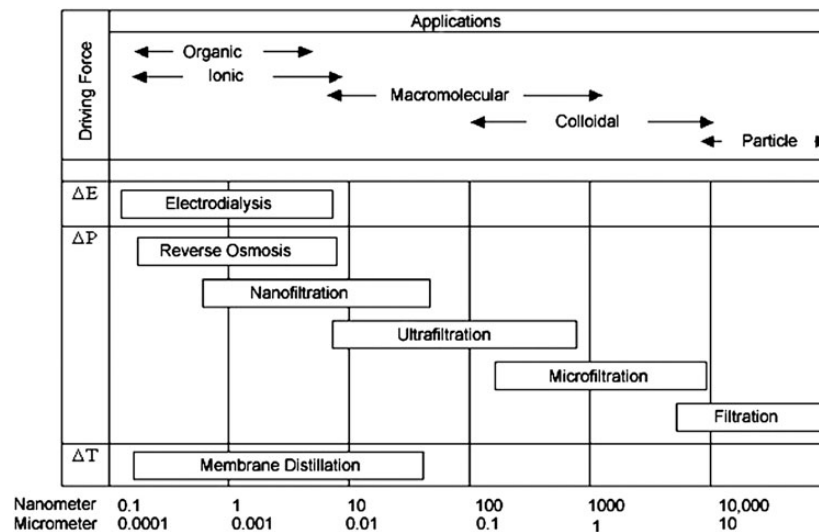 Applications
Driving Force
Organic
Ionic
Macromolecular
Colloidal
Particle
ΔE
Electrodialysis
ΔP
Reverse Osmosis
Nanofiltration
Ultrafiltration
Microfiltration
Filtration
ΔT
Membrane Distillation
Nanometer 0.1 1 10 100 1000 10,000
Micrometer 0.0001 0.001 0.01 0.1 1 10